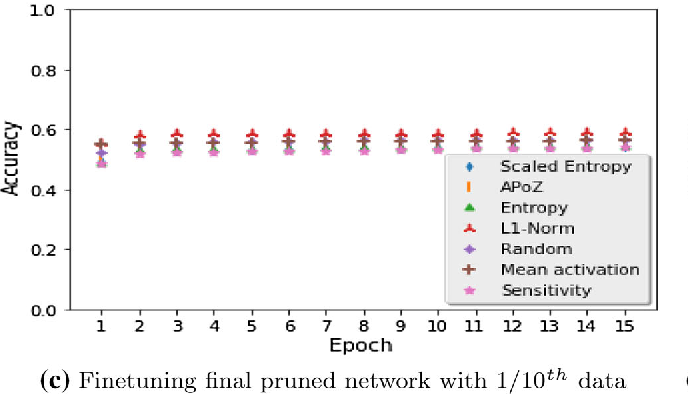 1.0
0.8
0.6
0.4
0.2
0.0
Accuracy
1 2 3 4 5 6 7 8 9 10 11 12 13 14 15
Epoch
Scaled Entropy
APoZ
Entropy
L1-Norm
Random
Mean activation
Sensitivity
(c) Finetuning final pruned network with 1/10th data